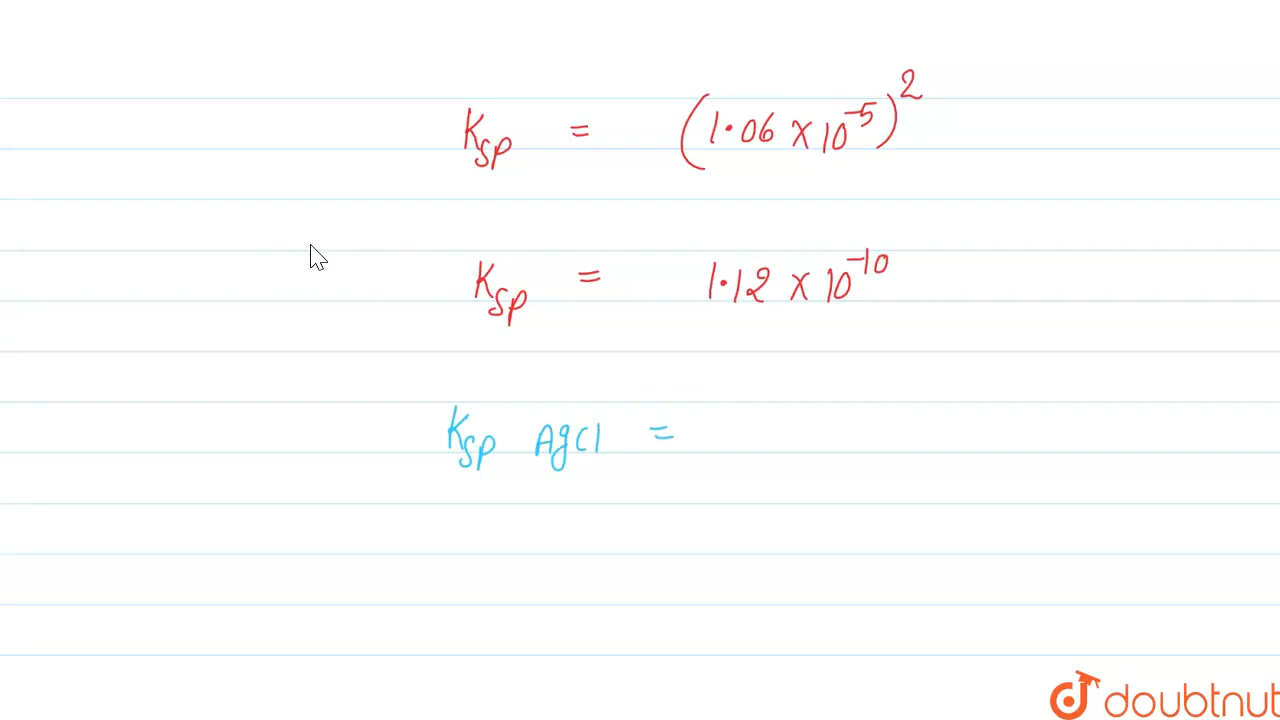 Ksp = (1.06 x 10⁻⁵)²
Ksp = 1.12 x 10⁻¹⁰
Ksp AgCl =
doubtnut